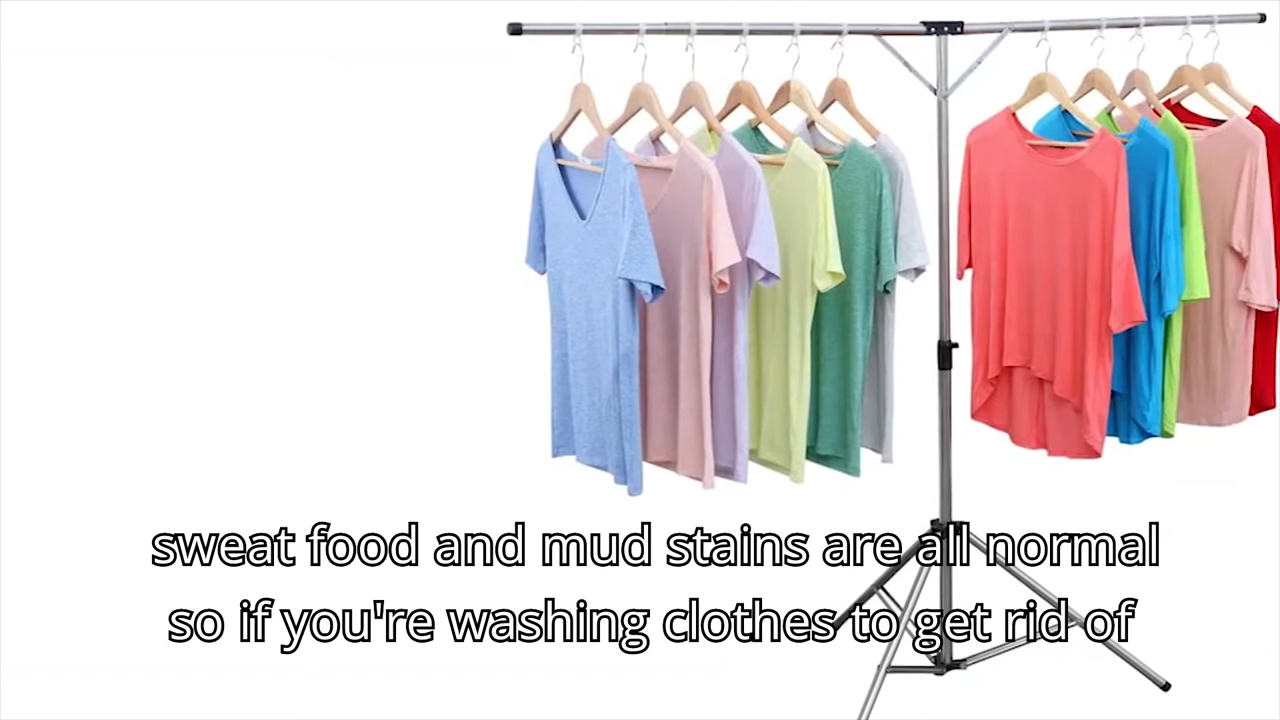 sweat food and mud stains are all normal
so if you're washing clothes to get rid of